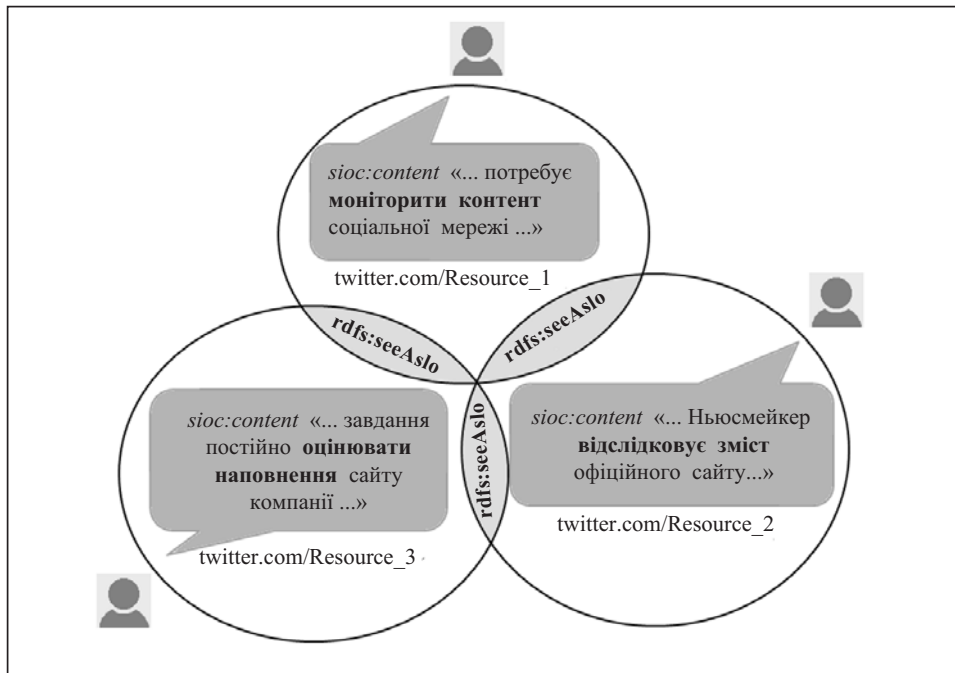 sioc:content «... потребує
моніторити контент
соціальної мережі ...»
twitter.com/Resource_1
rdfs:seeAslo
rdfs:seeAslo
sioc:content «... завдання
постійно оцінювати
наповнення сайту
компанії ...»
twitter.com/Resource_3
rdfs:seeAslo
sioc:content «... Ньюсмейкер
відслідковує зміст
офіційного сайту...»
twitter.com/Resource_2